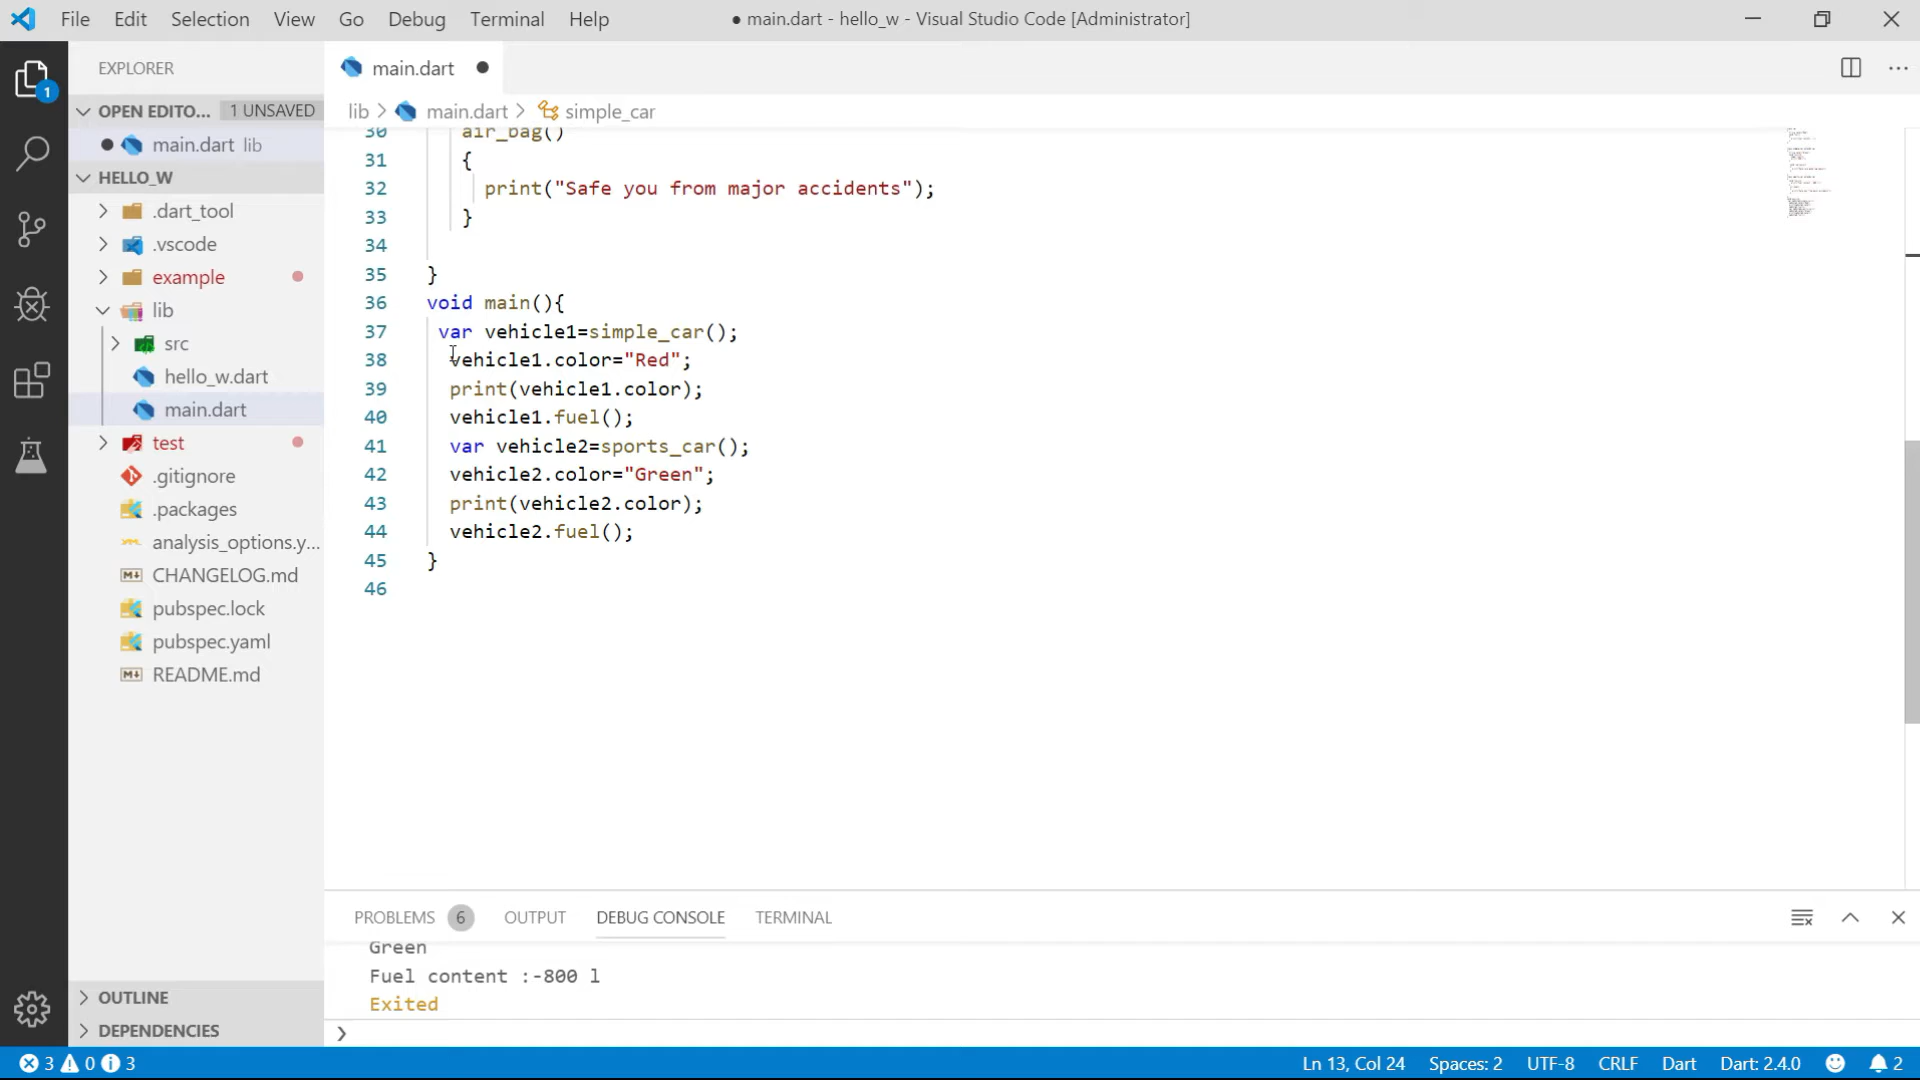 File Edit Selection View Go Debug Terminal Help
● main.dart - hello_w - Visual Studio Code [Administrator]
EXPLORER
OPEN EDITO... 1 UNSAVED
main.dart lib
HELLO_W
.dart_tool
.vscode
example
lib
src
hello_w.dart
main.dart
test
.gitignore
.packages
analysis_options.y...
CHANGELOG.md
pubspec.lock
pubspec.yaml
README.md
OUTLINE
DEPENDENCIES
1
main.dart ●
lib > main.dart > simple_car
30 air_bag()
31 {
32 print("Safe you from major accidents");
33 }
34
35 }
36 void main(){
37 var vehicle1=simple_car();
38 vehicle1.color="Red";
39 print(vehicle1.color);
40 vehicle1.fuel();
41 var vehicle2=sports_car();
42 vehicle2.color="Green";
43 print(vehicle2.color);
44 vehicle2.fuel();
45 }
46
PROBLEMS 6 OUTPUT DEBUG CONSOLE TERMINAL
Green
Fuel content :-800 l
Exited
3 0 3 Ln 13, Col 24 Spaces: 2 UTF-8 CRLF Dart Dart: 2.4.0 2